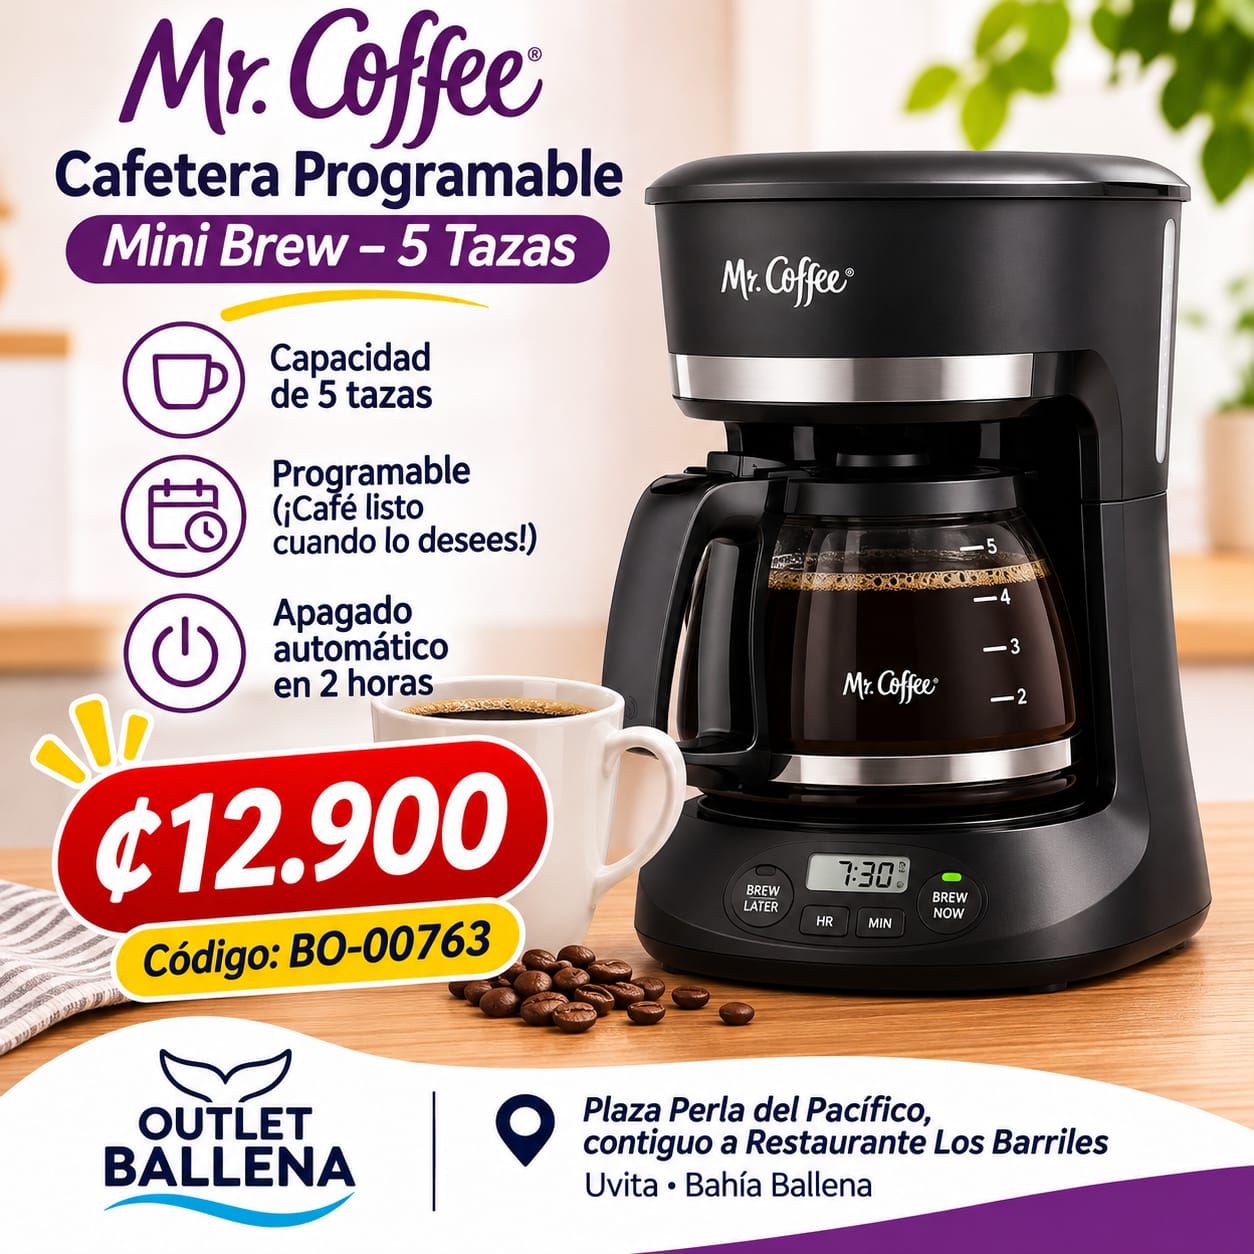 Mr. Coffee®
Cafetera Programable
Mini Brew – 5 Tazas
Capacidad
de 5 tazas
Programable
(¡Café listo
cuando lo desees!)
Apagado
automático
en 2 horas
₡12.900
Código: BO-00763
Mr. Coffee®
5
4
3
2
Mr. Coffee®
BREW
LATER
7:30
HR
MIN
BREW
NOW
OUTLET
BALLENA
Plaza Perla del Pacífico,
contiguo a Restaurante Los Barriles
Uvita • Bahía Ballena